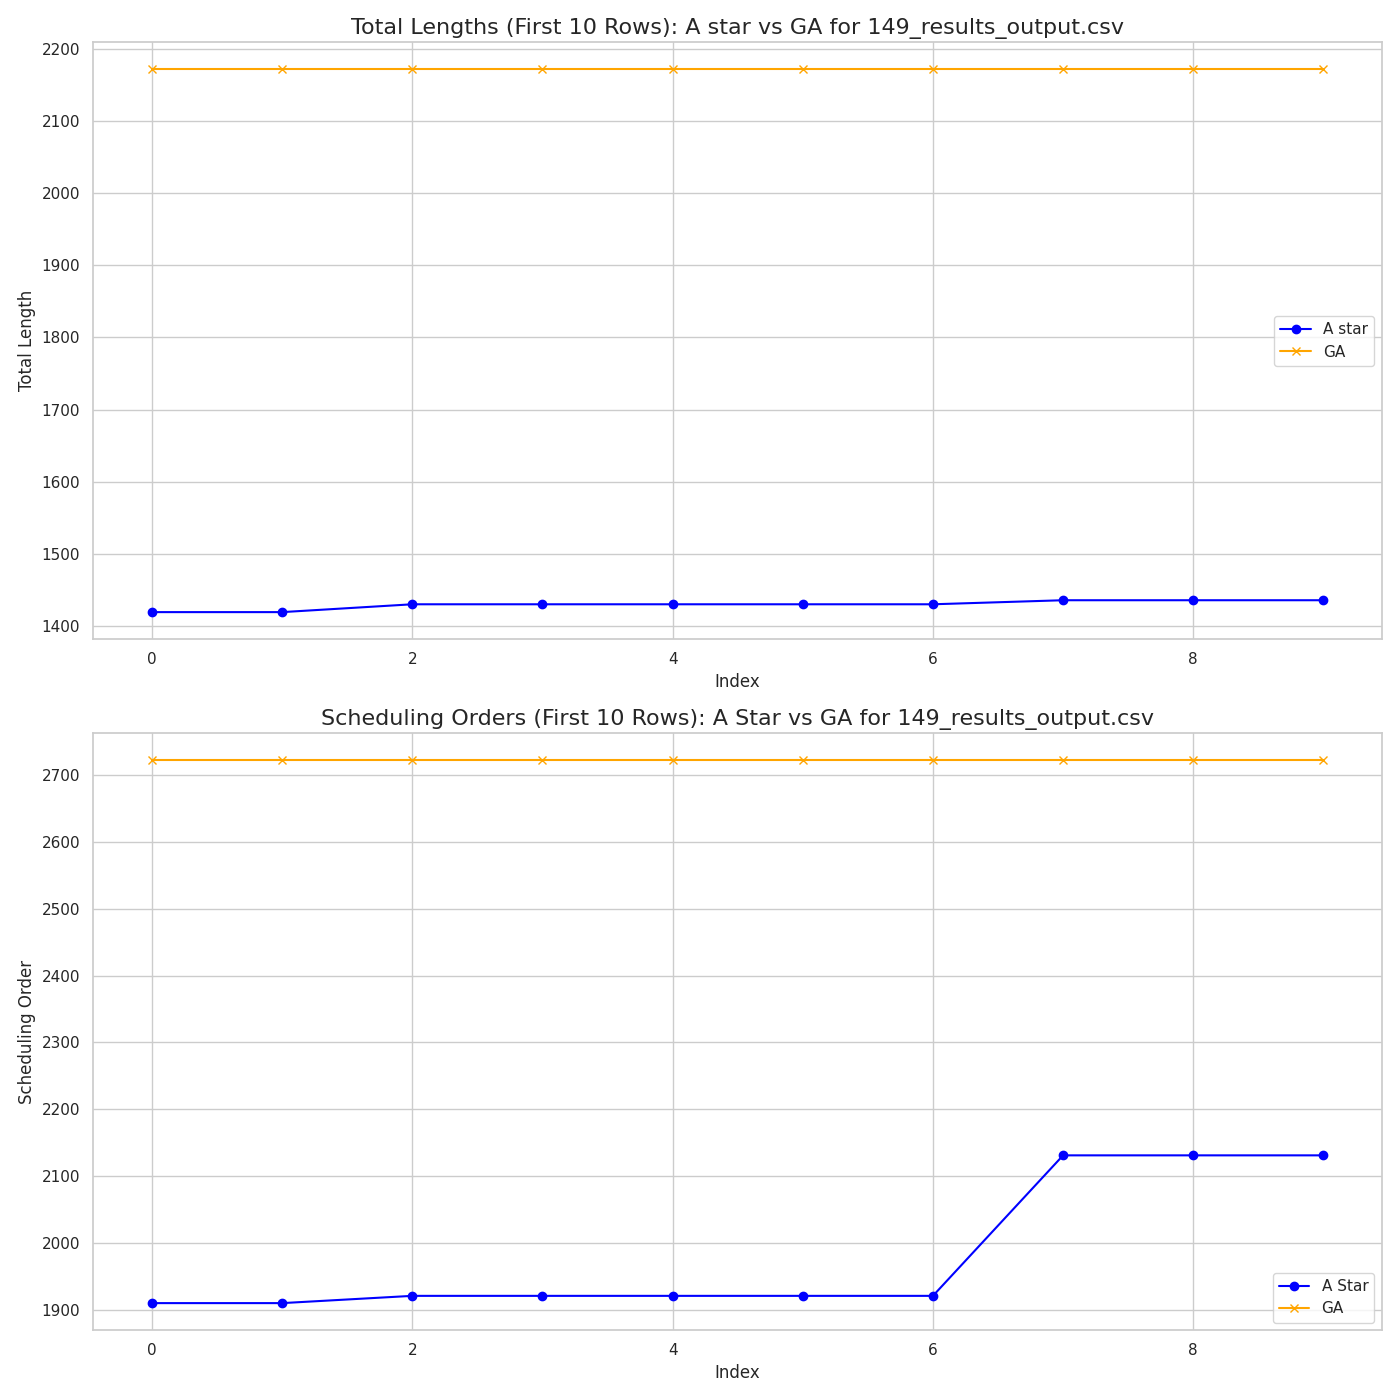 Total Lengths (First 10 Rows): A star vs GA for 149_results_output.csv
2200
2100
2000
1900
1800
1700
1600
1500
1400
Total Length
A star
GA
0 2 4 6 8
Index
Scheduling Orders (First 10 Rows): A Star vs GA for 149_results_output.csv
2700
2600
2500
2400
2300
2200
2100
2000
1900
Scheduling Order
A Star
GA
0 2 4 6 8
Index